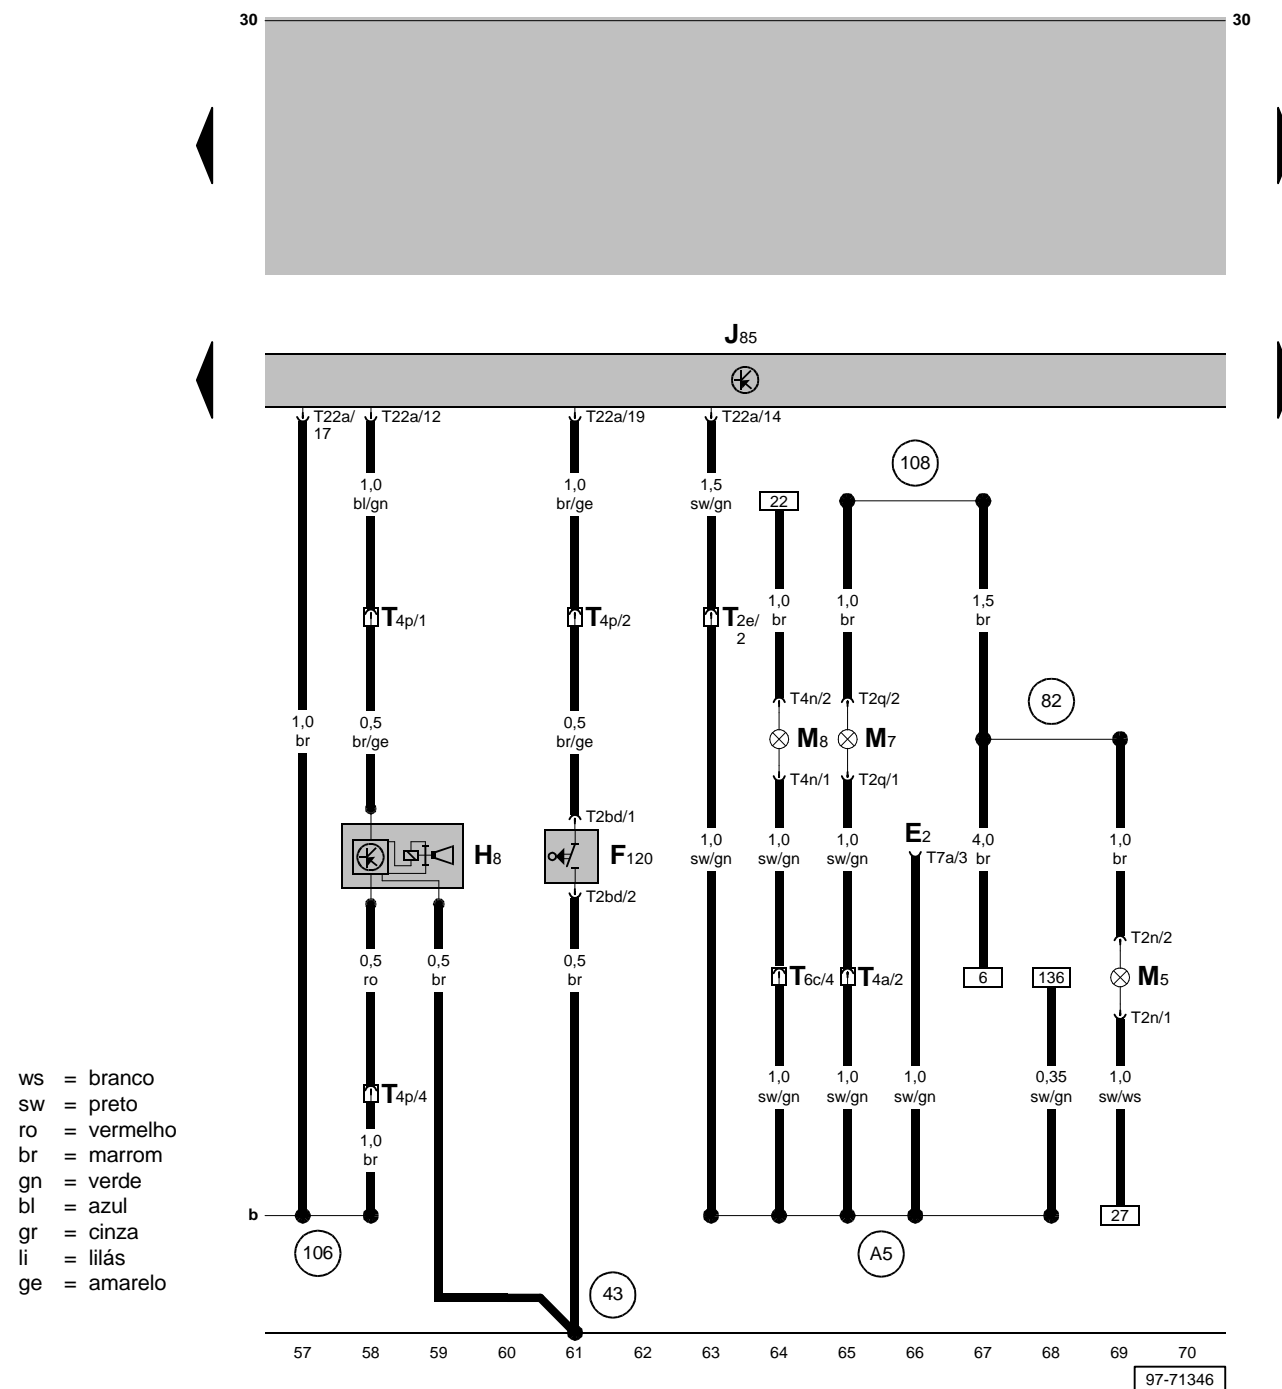 30 30
J85
T22a/17 T22a/12 T22a/19 T22a/14
108
1,0 bl/gn
1,0 br/ge
1,5 sw/gn
22
1,0 br
1,0 br
1,5 br
T4p/1 T4p/2 T2e/2
82
T4n/2 T2q/2
1,0 br
0,5 br/ge
0,5 br/ge
M8 M7
T4n/1 T2q/1
T2bd/1
E2
H8 F120
1,0 sw/gn
1,0 sw/gn
1,0 sw/gn
T7a/3
4,0 br
1,0 br
T2bd/2
T2n/2
0,5 ro
0,5 br
0,5 br
T6c/4 T4a/2
6
136
M5
T2n/1
ws = branco
sw = preto
ro = vermelho
br = marrom
gn = verde
bl = azul
gr = cinza
li = lilás
ge = amarelo
T4p/4
1,0 sw/gn
1,0 sw/gn
1,0 sw/gn
0,35 sw/gn
1,0 sw/ws
1,0 br
b
27
106
A5
43
57 58 59 60 61 62 63 64 65 66 67 68 69 70
97-71346